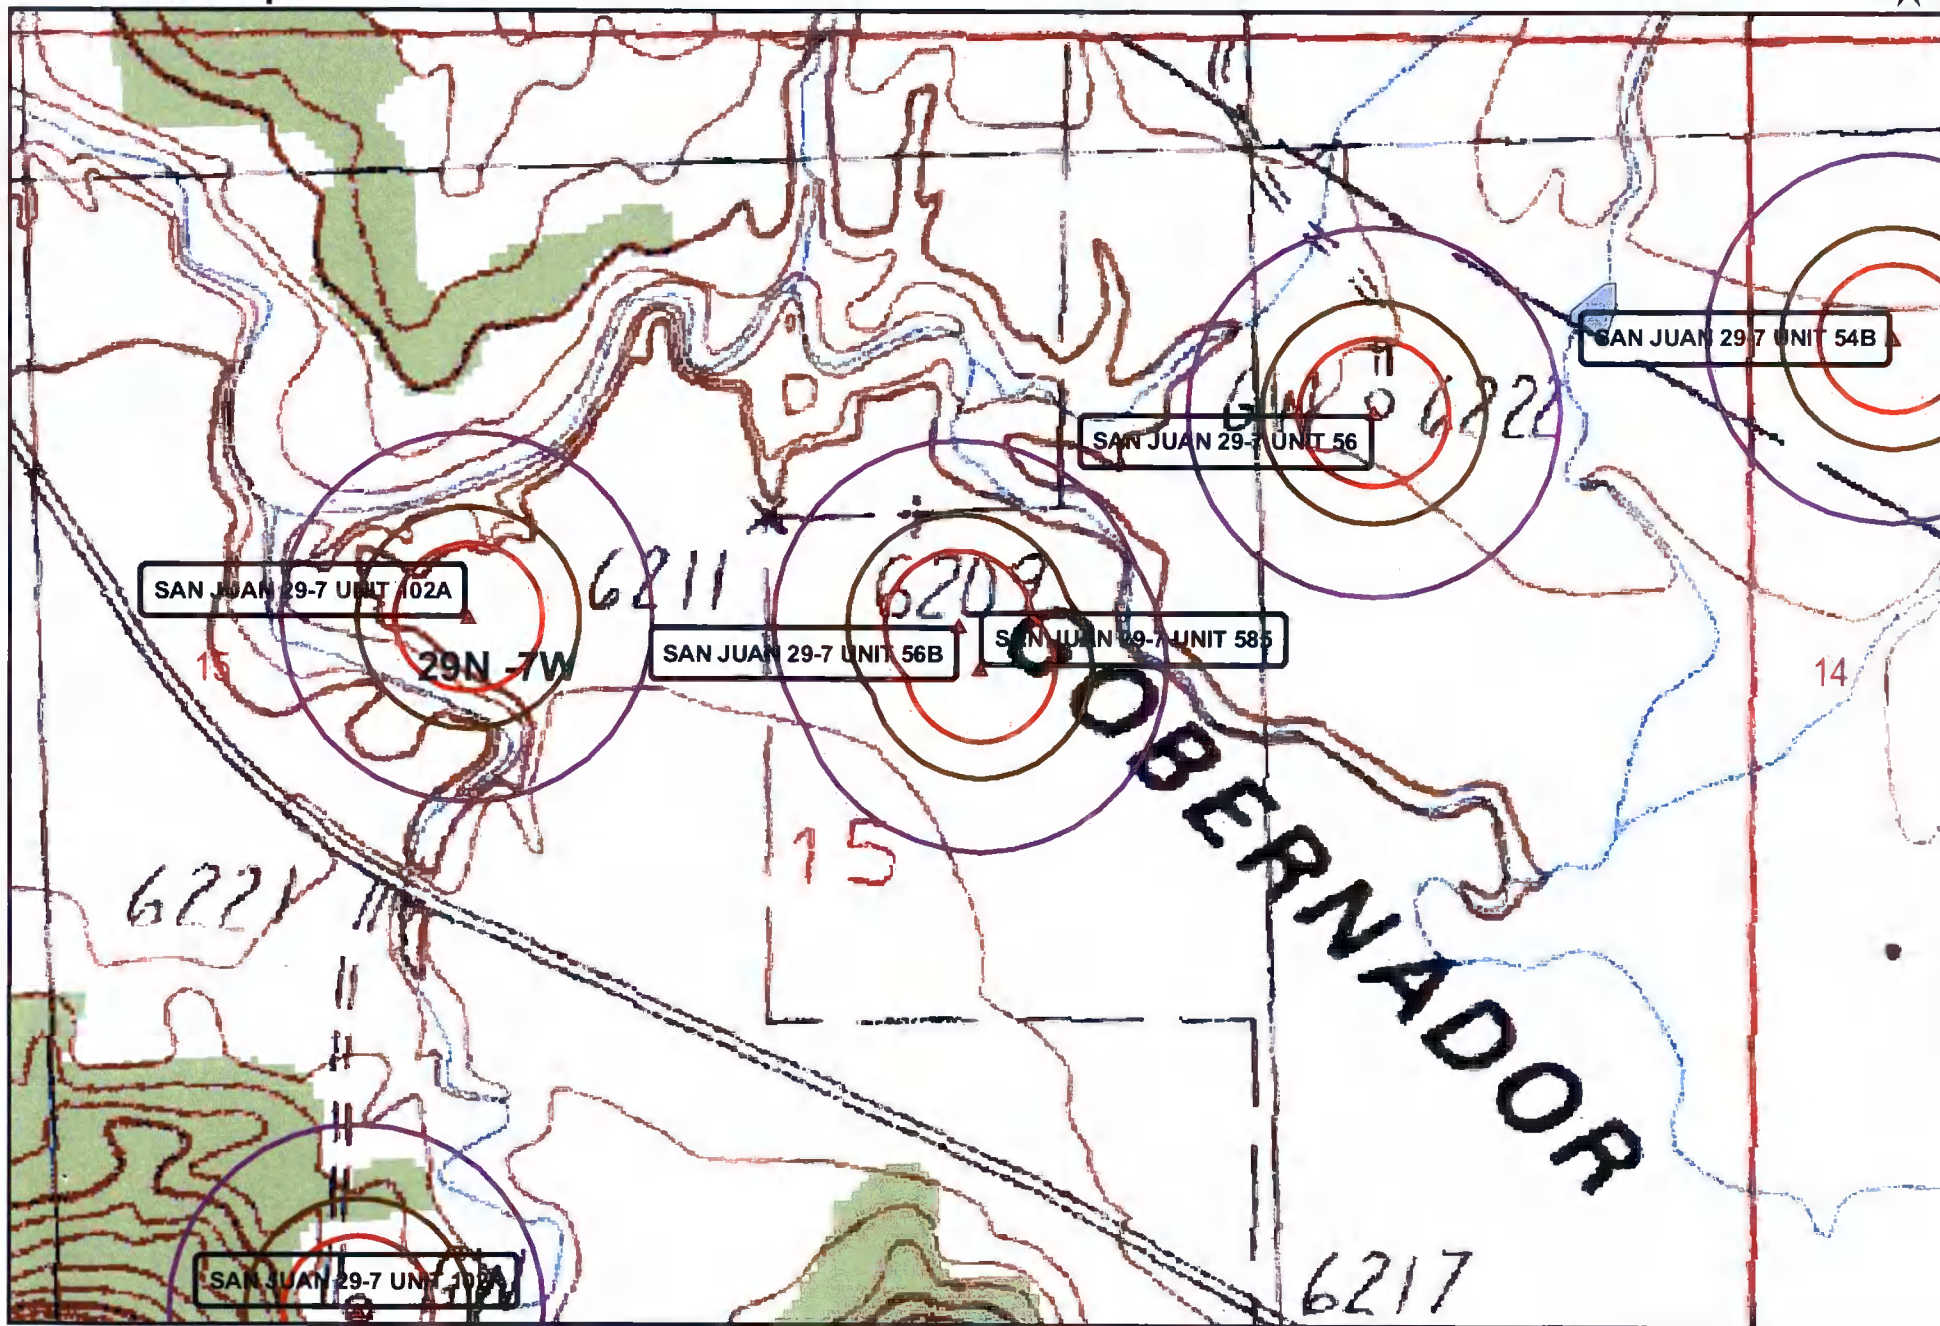 SAN JUAN 29-7 UNIT 54B
6222
SAN JUAN 29-7 UNIT 56
SAN JUAN 29-7 UNIT 102A
6211
6209
SAN JUAN 29-7 UNIT 56B
SAN JUAN 29-7 UNIT 585
15
29N -7W
14
GOBERNADOR
15
6221
SAN JUAN 29-7 UNIT
6217